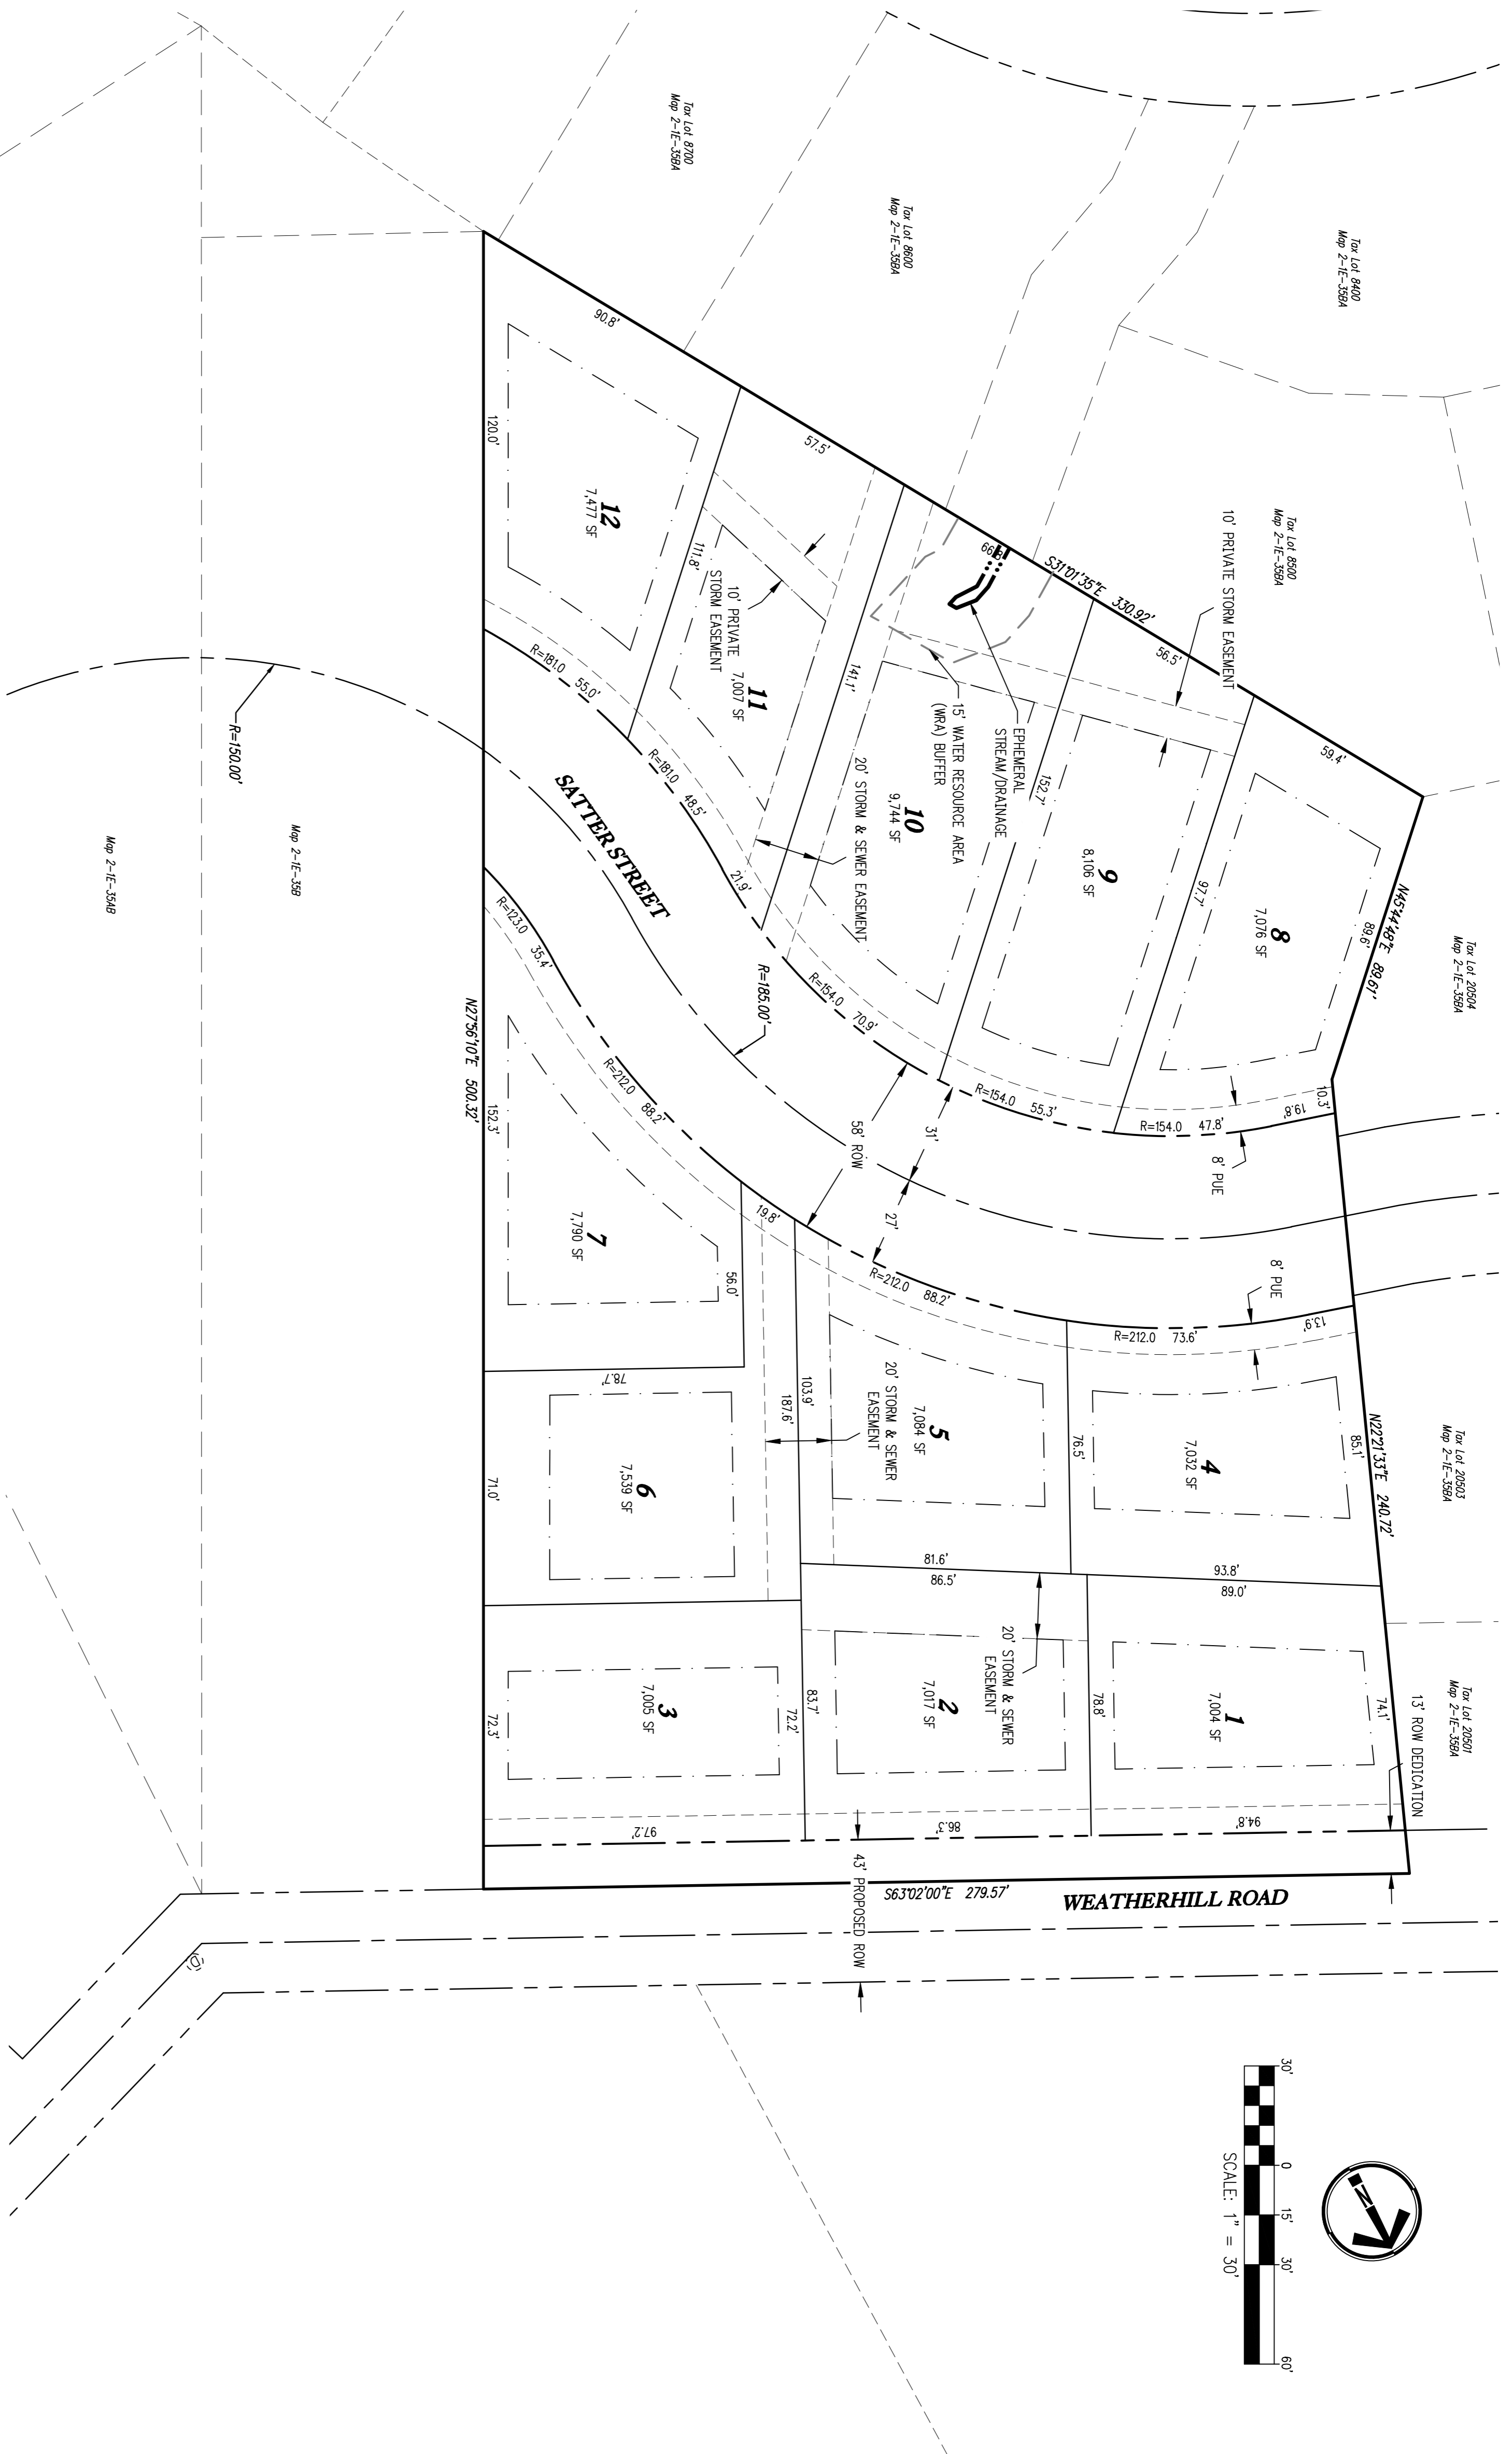 Tax Lot 8700
Map 2-1E-35BA
Tax Lot 8600
Map 2-1E-35BA
Tax Lot 8400
Map 2-1E-35BA
Tax Lot 8500
Map 2-1E-35BA
10' PRIVATE STORM EASEMENT
Tax Lot 20504
Map 2-1E-35BA
Tax Lot 20503
Map 2-1E-35BA
Tax Lot 20501
Map 2-1E-35BA
Map 2-1E-35B
Map 2-1E-35AB
90.8'
57.5'
66.8'
S31°01'35"E 330.92'
56.5'
59.4'
N45°44'48"E 89.61'
89.6'
120.0'
12
7,477 SF
111.8'
10' PRIVATE
STORM EASEMENT
11
7,007 SF
141.1'
15' WATER RESOURCE AREA
(WRA) BUFFER
EPHEMERAL
STREAM/DRAINAGE
20' STORM & SEWER EASEMENT
10
9,744 SF
152.7'
9
8,106 SF
97.7'
8
7,076 SF
10.3'
19.8'
R=181.0 55.0'
R=181.0 48.5'
21.9'
R=154.0 70.9'
R=154.0 55.3'
R=154.0 47.8'
8' PUE
R=150.00'
SATTER STREET
R=185.00'
58' ROW
31'
27'
8' PUE
R=123.0 35.4'
R=212.0 88.2'
19.8'
R=212.0 88.2'
R=212.0 73.6'
13.9'
N27°56'10"E 500.32'
152.3'
7
7,790 SF
56.0'
78.7'
103.9'
187.6'
20' STORM & SEWER
EASEMENT
5
7,084 SF
76.5'
4
7,032 SF
85.1'
N22°21'33"E 240.72'
71.0'
6
7,539 SF
81.6'
86.5'
93.8'
89.0'
20' STORM & SEWER
EASEMENT
72.3'
3
7,005 SF
72.2'
83.7'
2
7,017 SF
78.8'
1
7,004 SF
74.1'
13' ROW DEDICATION
97.2'
86.3'
94.8'
43' PROPOSED ROW
S63°02'00"E 279.57'
WEATHERHILL ROAD
(D)
30'
0
15'
30'
60'
SCALE: 1" = 30'
N